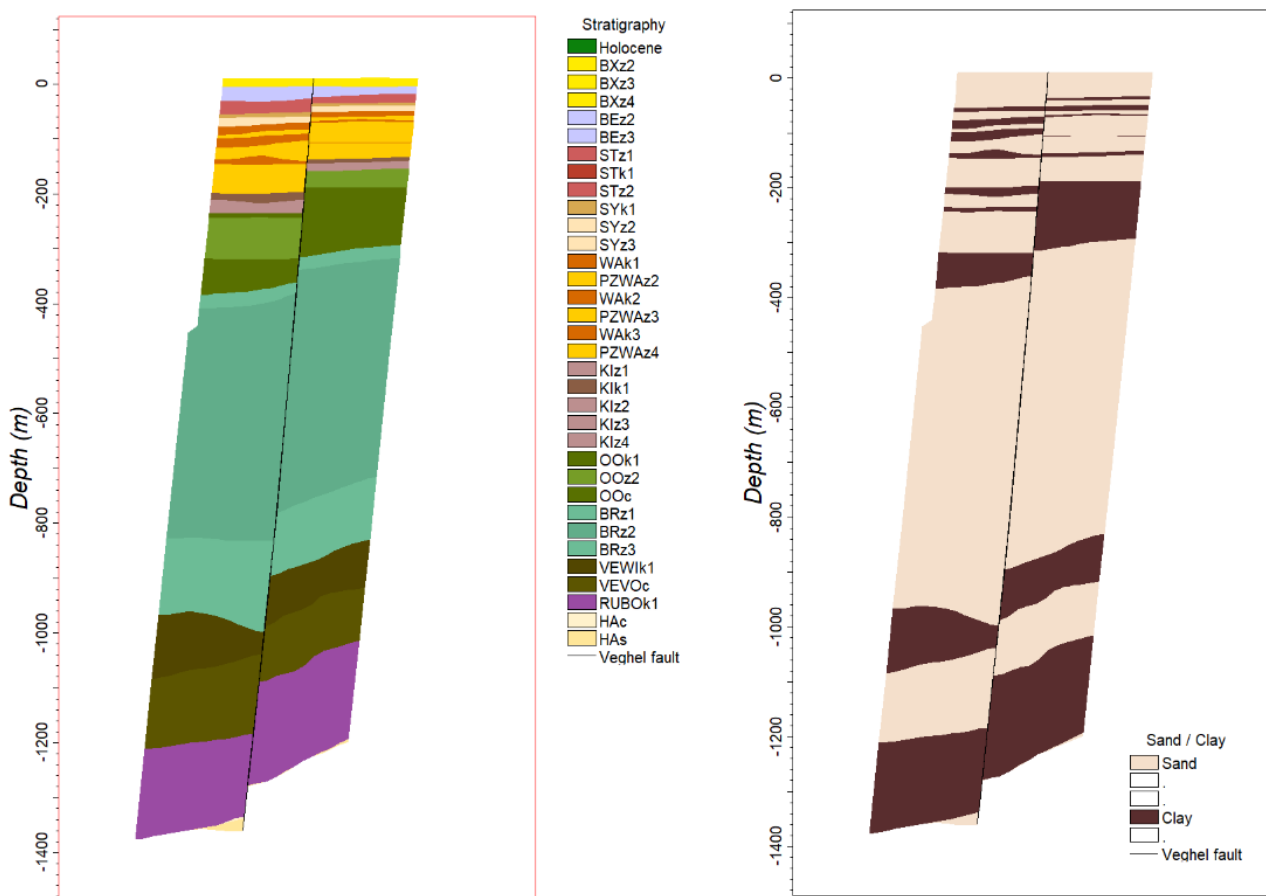 Depth (m)
0
-200
-400
-600
-800
-1000
-1200
-1400
Stratigraphy
Holocene
BXz2
BXz3
BXz4
BEz2
BEz3
STz1
STk1
STz2
SYk1
SYz2
SYz3
WAk1
PZWAz2
WAk2
PZWAz3
WAk3
PZWAz4
KIz1
KIk1
KIz2
KIz3
KIz4
OOk1
OOz2
OOc
BRz1
BRz2
BRz3
VEWIk1
VEVOc
RUBOk1
HAc
HAs
Veghel fault
Depth (m)
0
-200
-400
-600
-800
-1000
-1200
-1400
Sand / Clay
Sand
.
.
Clay
.
Veghel fault